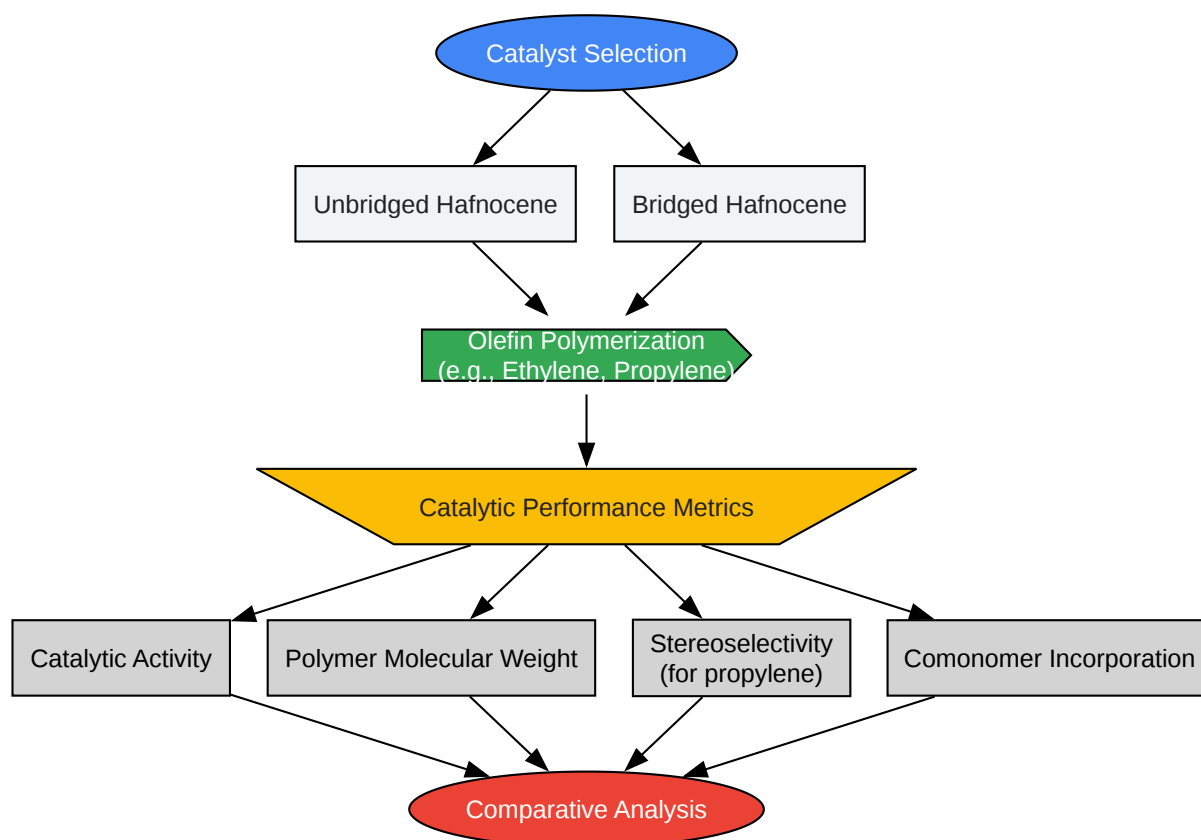 Catalyst Selection
Unbridged Hafnocene
Bridged Hafnocene
Olefin Polymerization
(e.g., Ethylene, Propylene)
Catalytic Performance Metrics
Catalytic Activity
Polymer Molecular Weight
Stereoselectivity
(for propylene)
Comonomer Incorporation
Comparative Analysis